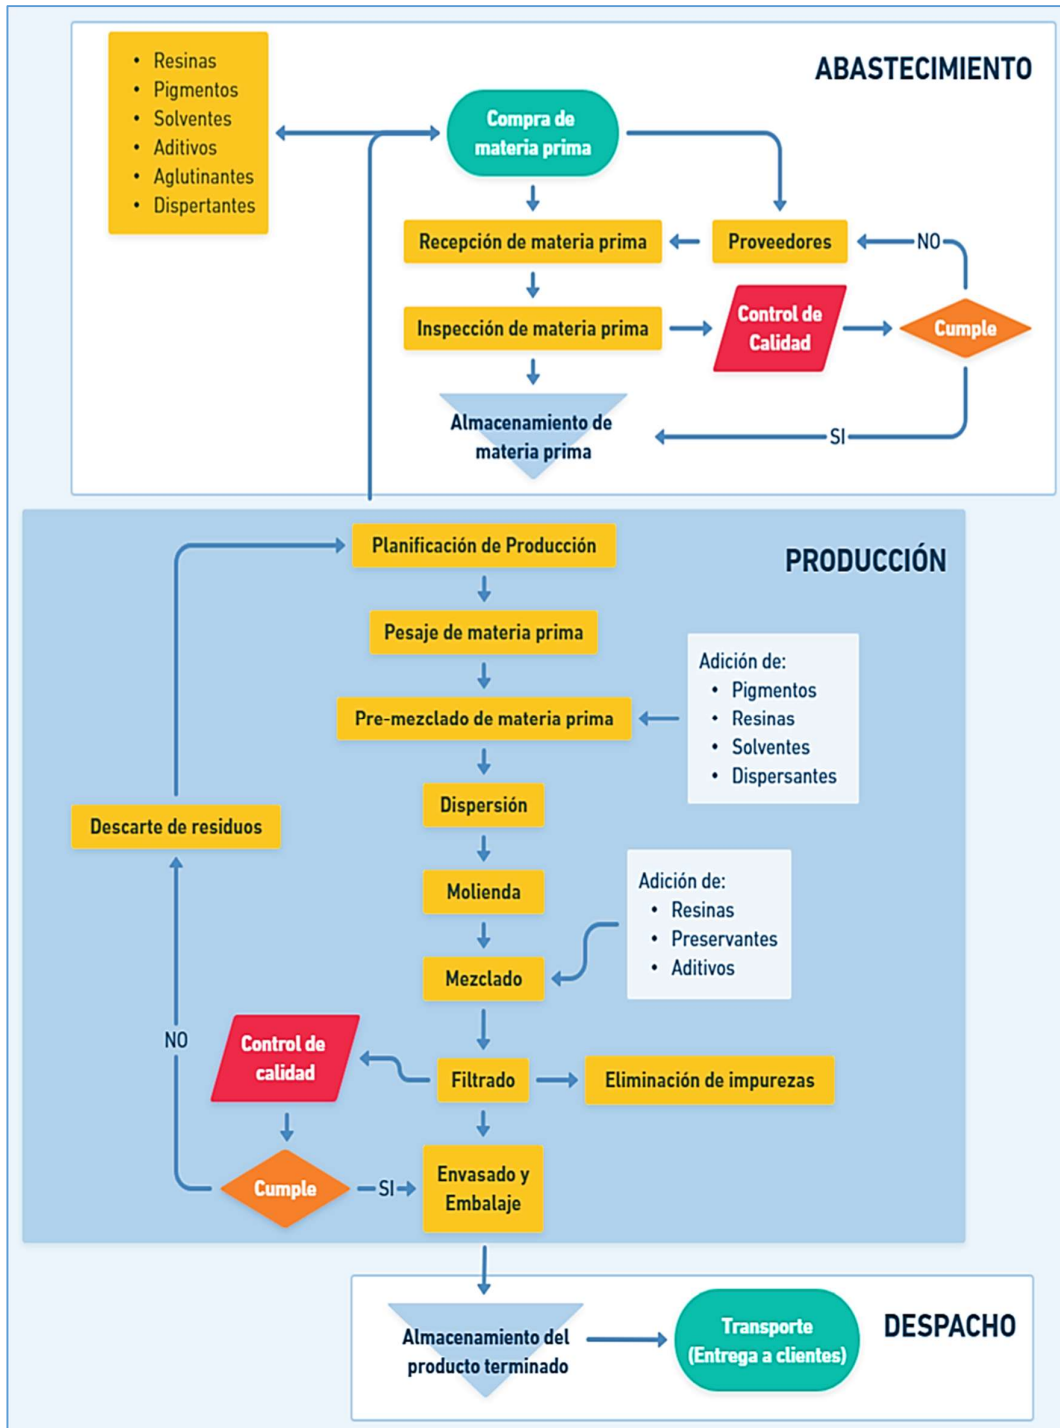 ABASTECIMIENTO
• Resinas
• Pigmentos
• Solventes
• Aditivos
• Aglutinantes
• Dispertantes
Compra de
materia prima
Recepción de materia prima
Proveedores
NO
Inspección de materia prima
Control de
Calidad
Cumple
Almacenamiento de
materia prima
SI
PRODUCCIÓN
Planificación de Producción
Pesaje de materia prima
Adición de:
• Pigmentos
• Resinas
• Solventes
• Dispersantes
Pre-mezclado de materia prima
Dispersión
Descarte de residuos
Molienda
Adición de:
• Resinas
• Preservantes
• Aditivos
Mezclado
NO
Control de
calidad
Filtrado
Eliminación de impurezas
Cumple
SI
Envasado y
Embalaje
DESPACHO
Almacenamiento del
producto terminado
Transporte
(Entrega a clientes)